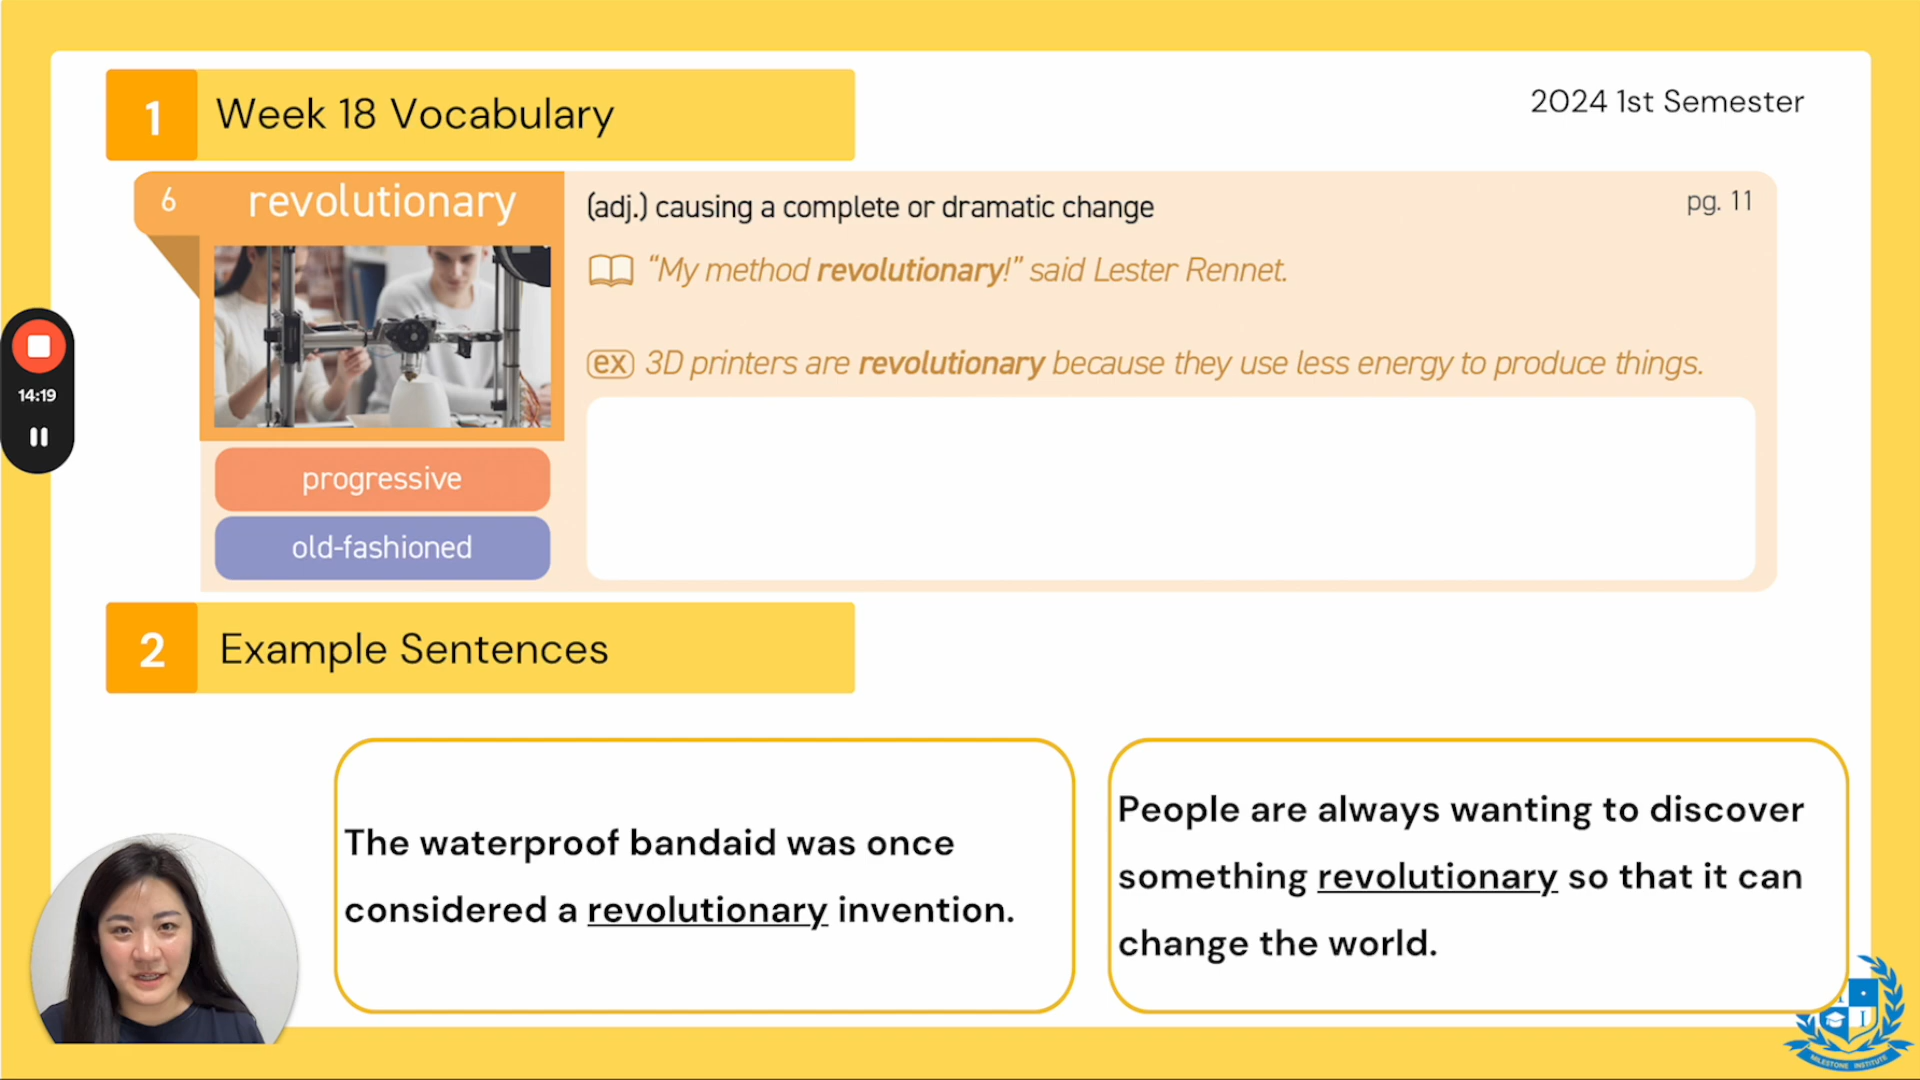 1 Week 18 Vocabulary
2024 1st Semester
6 revolutionary
(adj.) causing a complete or dramatic change
pg. 11
“My method revolutionary!” said Lester Rennet.
ex 3D printers are revolutionary because they use less energy to produce things.
14:19
progressive
old-fashioned
2 Example Sentences
The waterproof bandaid was once
considered a revolutionary invention.
People are always wanting to discover
something revolutionary so that it can
change the world.
MILESTONE INSTITUTE